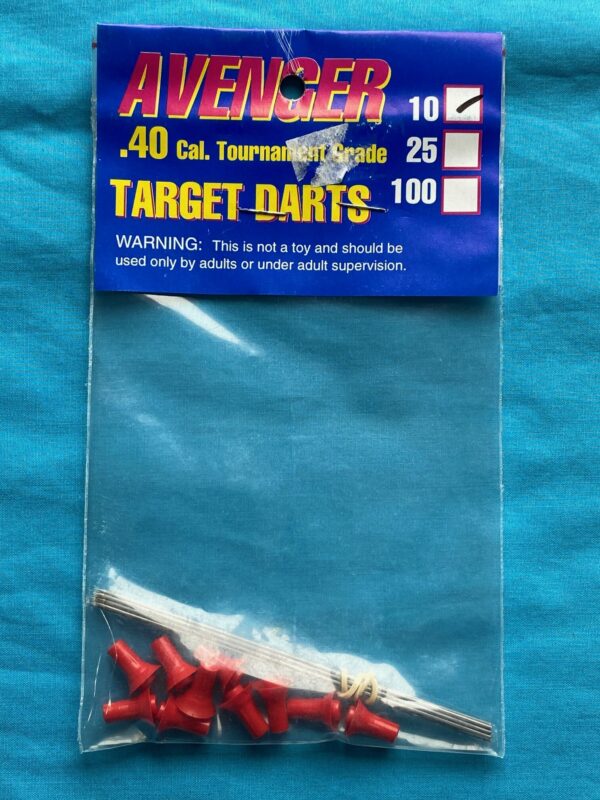 AVENGER
.40 Cal. Tournament Grade
TARGET DARTS
10
25
100
WARNING: This is not a toy and should be
used only by adults or under adult supervision.